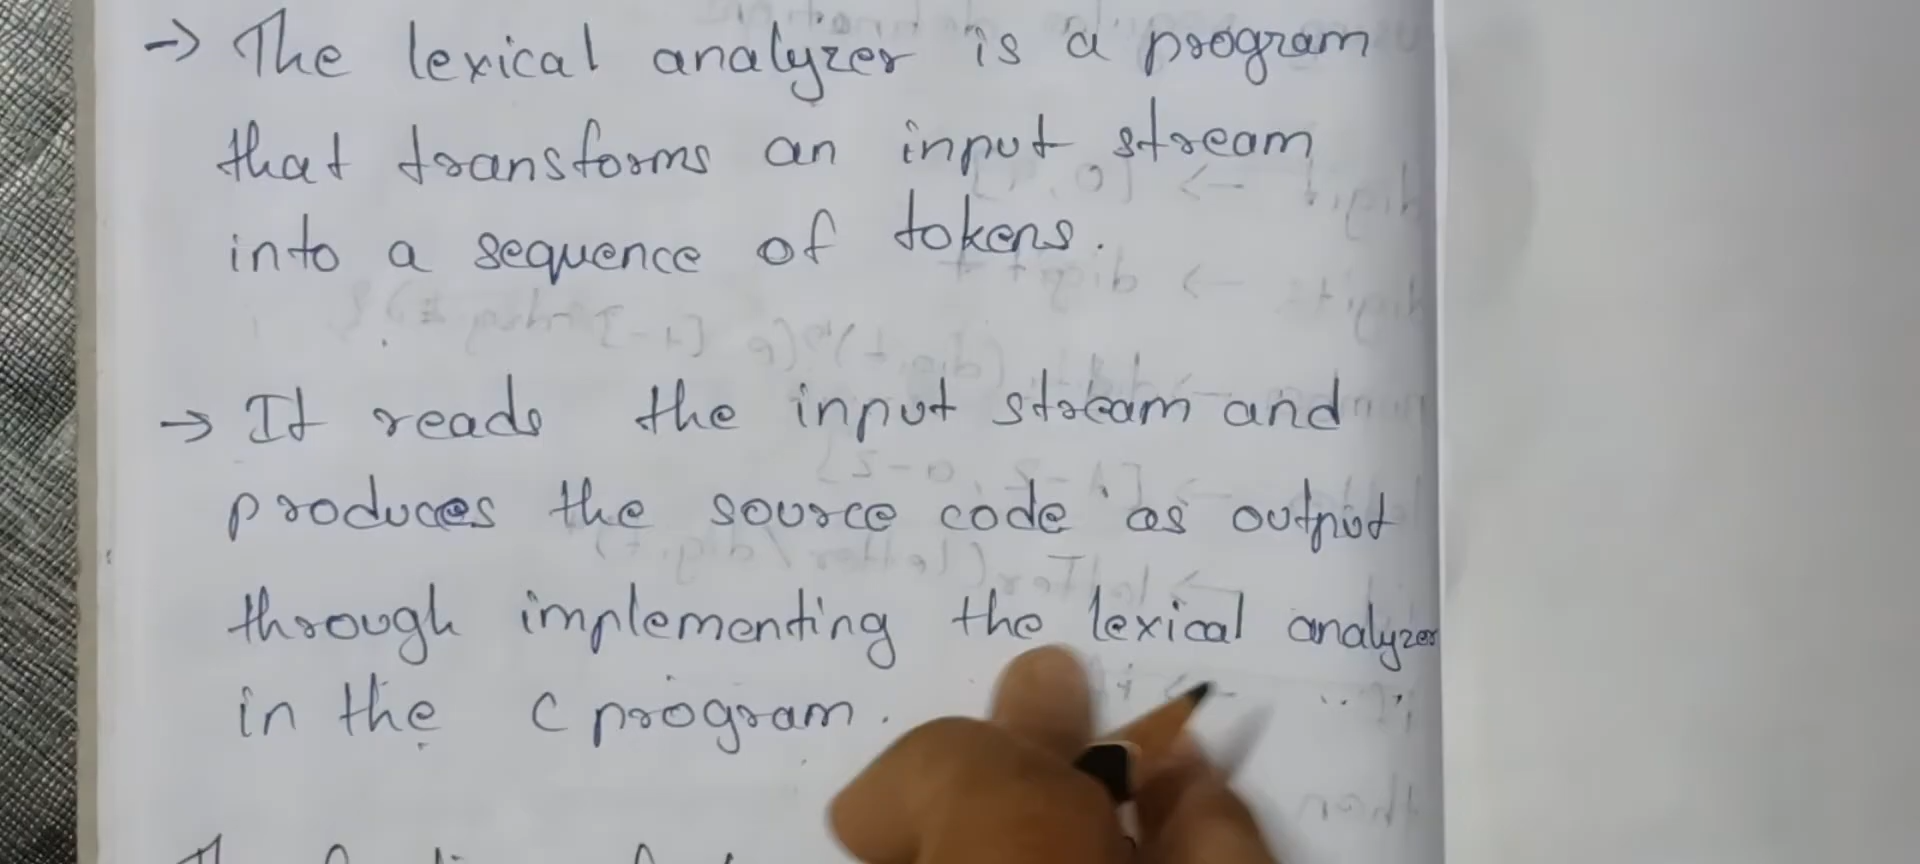 → The lexical analyzer is a program
that transforms an input stream
into a sequence of tokens.
→ It reads the input stream and
produces the source code as output
through implementing the lexical analyzer
in the C program.